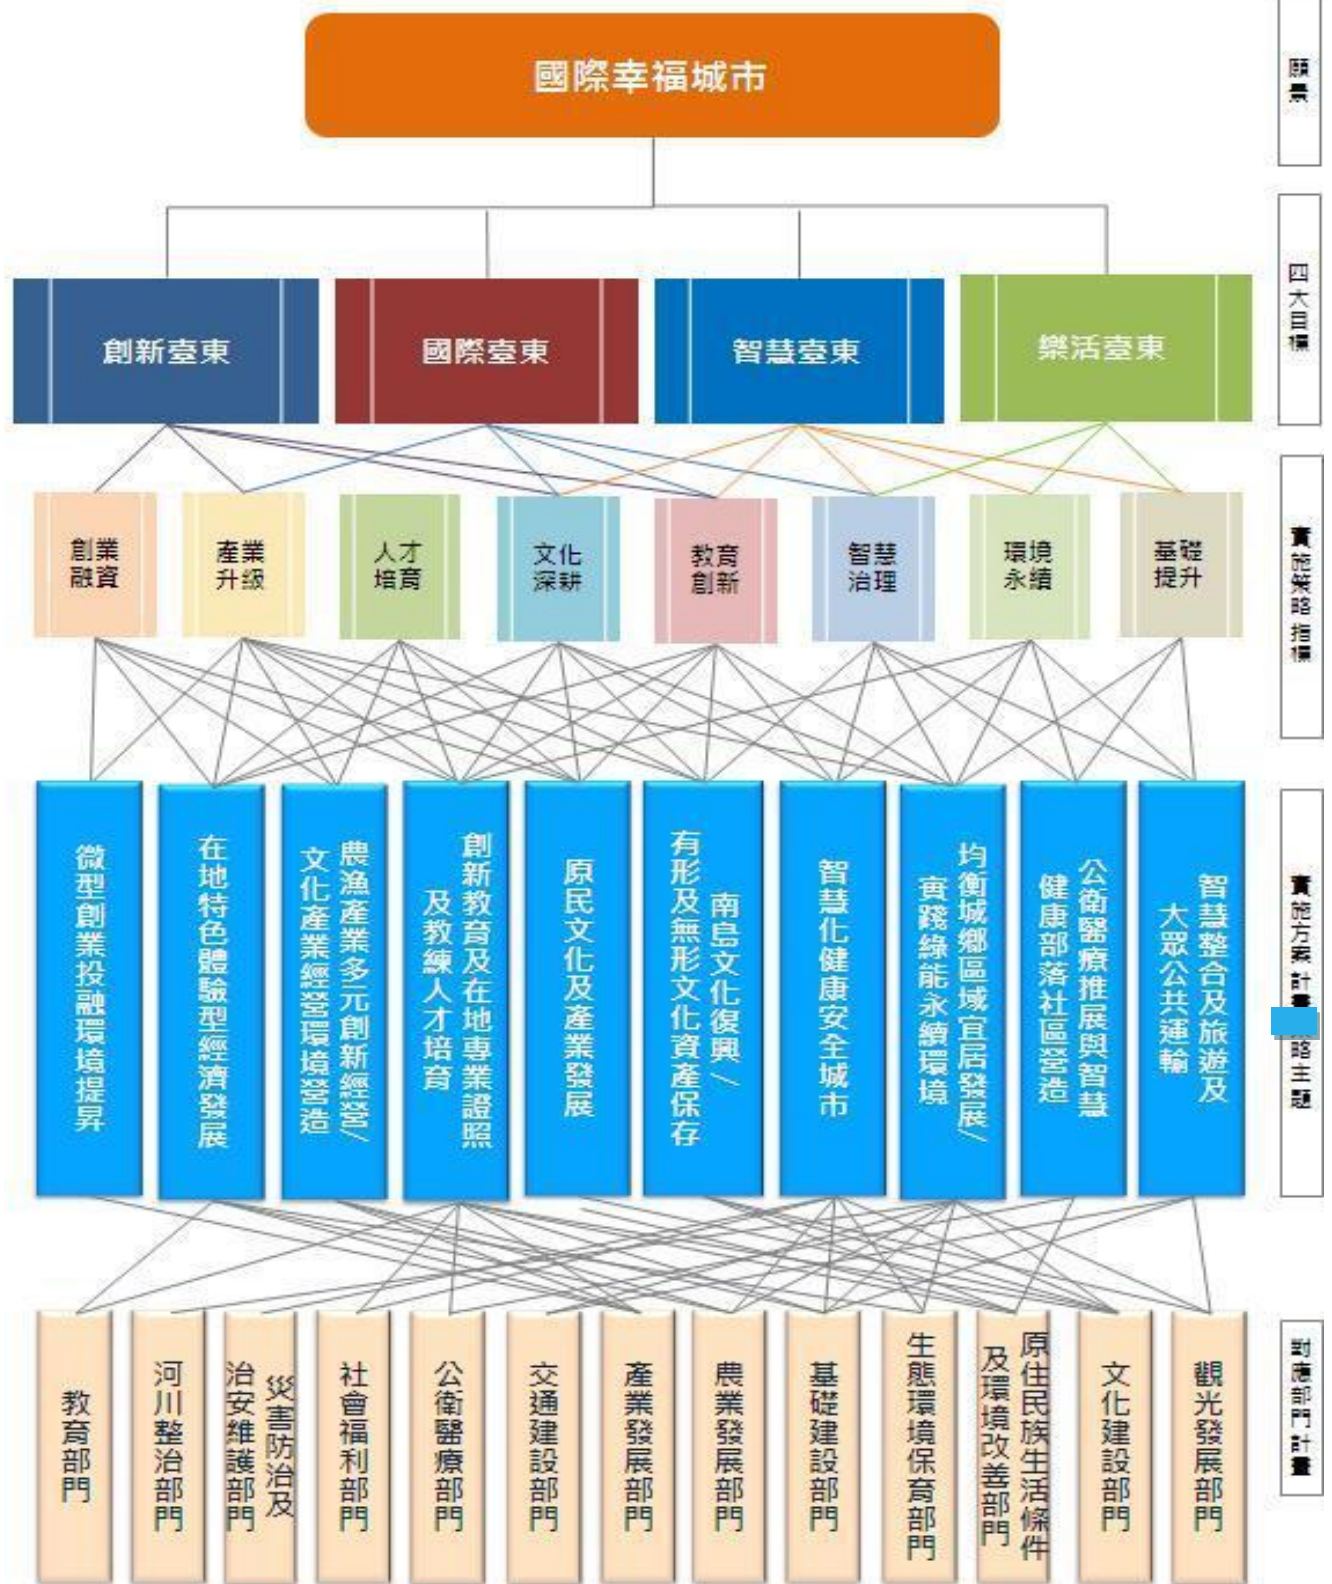 國際幸福城市
願景
創新臺東
國際臺東
智慧臺東
樂活臺東
四大目標
創業
融資
產業
升級
人才
培育
文化
深耕
教育
創新
智慧
治理
環境
永續
基礎
提升
實施策略 指標
微型創業投融環境提昇
在地特色體驗型經濟發展
農漁產業多元創新經營/
文化產業經營環境營造
創新教育及在地專業證照
及教練人才培育
原民文化及產業發展
南島文化復興/
有形及無形文化資產保存
智慧化健康安全城市
均衡城鄉區域宜居發展/
實踐綠能永續環境
公衛醫療推展與智慧
健康部落社區營造
智慧整合及旅遊及
大眾公共運輸
實施方案 計畫 略主題
教育部門
河川整治部門
災害防治及
治安維護部門
社會福利部門
公衛醫療部門
交通建設部門
產業發展部門
農業發展部門
基礎建設部門
生態環境保育部門
原住民族生活條件
及環境改善部門
文化建設部門
觀光發展部門
對應部門計畫